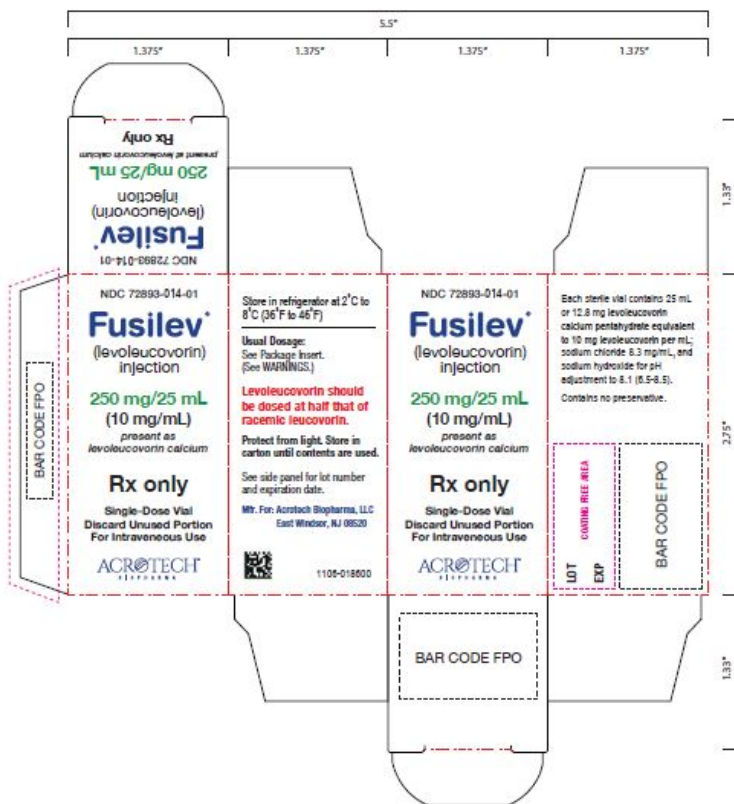 5.5"
1.375"
1.375"
1.375"
1.375"
Rx only
present at levoleucovorin calcium
250 mg/25 mL
injection
(levoleucovorin)
Fusilev
NDC 72893-014-01
1.33"
NDC 72893-014-01
Fusilev
(levoleucovorin)
injection
250 mg/25 mL
(10 mg/mL)
present as
levoleucovorin calcium
Rx only
Single-Dose Vial
Discard Unused Portion
For Intraveneous Use
ACROTECH
BIOPHARMA
BAR CODE FPO
Store in refrigerator at 2˚C to
8˚C (36˚F to 46˚F)
Usual Dosage:
See Package Insert.
(See WARNINGS.)
Levoleucovorin should
be dosed at half that of
racemic leucovorin.
Protect from light. Store in
carton until contents are used.
See side panel for lot number
and expiration date.
Mfr. For: Acrotech Biopharma, LLC
East Windsor, NJ 08520
1106-018600
NDC 72893-014-01
Fusilev
(levoleucovorin)
injection
250 mg/25 mL
(10 mg/mL)
present as
levoleucovorin calcium
Rx only
Single-Dose Vial
Discard Unused Portion
For Intraveneous Use
ACROTECH
BIOPHARMA
Each sterile vial contains 25 mL
or 12.8 mg levoleucovorin
calcium pentahydrate equivalent
to 10 mg levoleucovorin per mL;
sodium chloride 8.3 mg/mL, and
sodium hydroxide for pH
adjustment to 8.1 (6.5-8.5).
Contains no preservative.
COATING FREE AREA
LOT
EXP
BAR CODE FPO
2.75"
BAR CODE FPO
1.33"